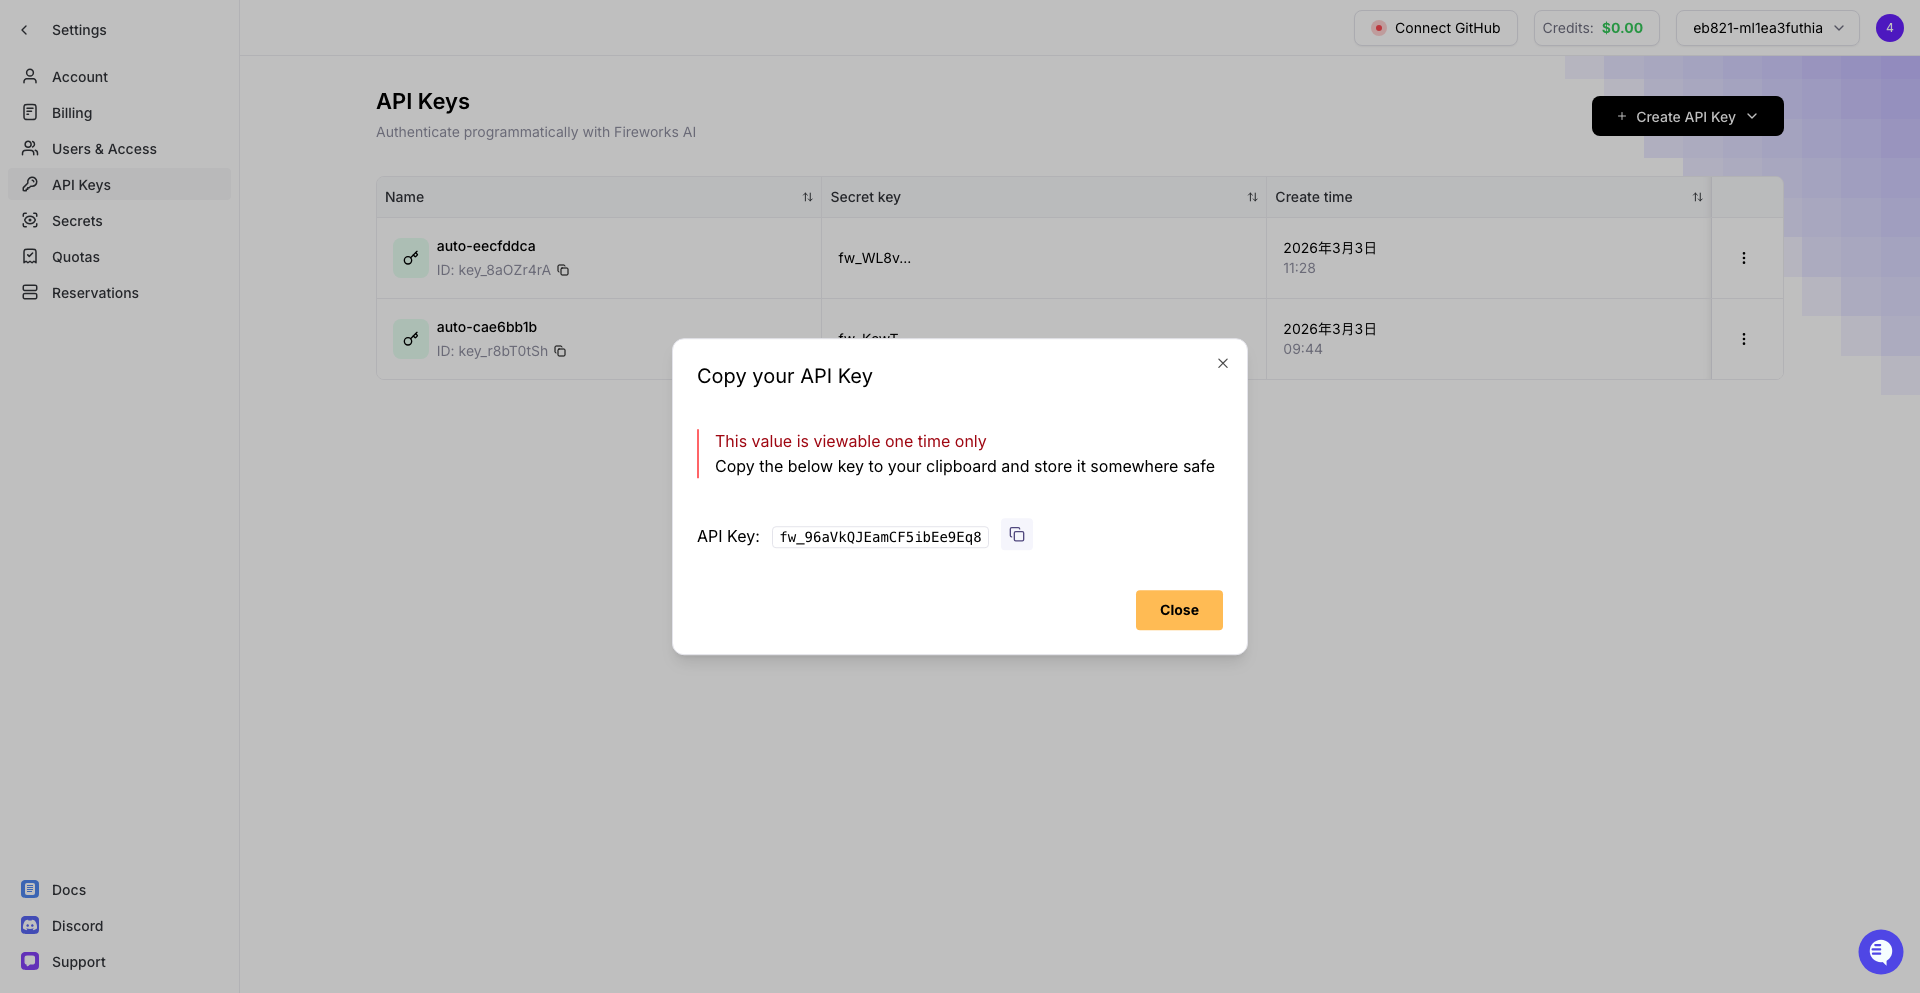 Settings
Account
Billing
Users & Access
API Keys
Secrets
Quotas
Reservations
Docs
Discord
Support
Connect GitHub
Credits: $0.00
eb821-ml1ea3futhia
4
API Keys
Authenticate programmatically with Fireworks AI
+ Create API Key
Name
Secret key
Create time
auto-eecfddca
ID: key_8aOZr4rA
fw_WL8v...
2026年3月3日
11:28
auto-cae6bb1b
ID: key_r8bT0tSh
2026年3月3日
09:44
Copy your API Key
This value is viewable one time only
Copy the below key to your clipboard and store it somewhere safe
API Key: fw_96aVkQJEamCF5ibEe9Eq8
Close